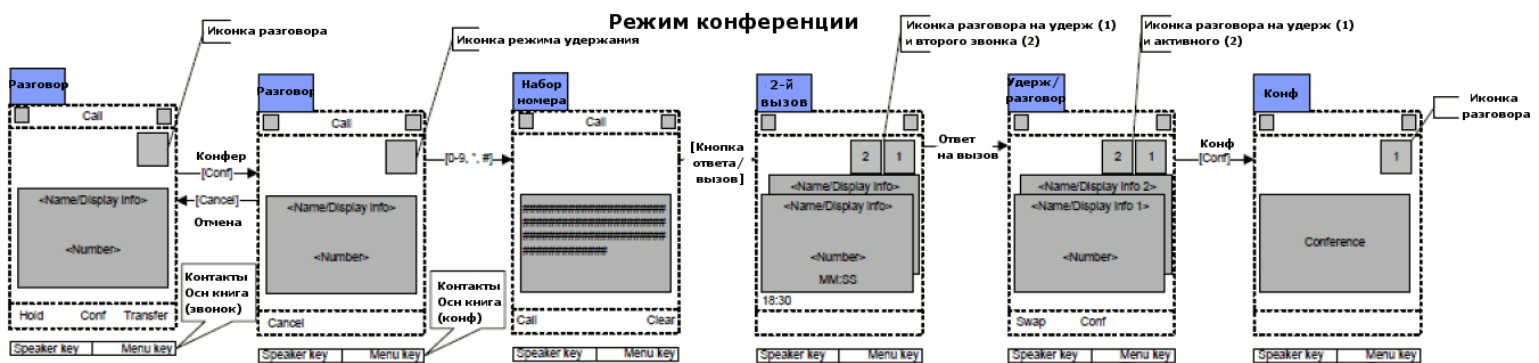 Режим конференции
Иконка разговора
Иконка режима удержания
Иконка разговора на удерж (1)
и второго звонка (2)
Иконка разговора на удерж (1)
и активного (2)
Разговор
Call
<Name/Display Info>
<Number>
Hold Conf Transfer
Speaker key Menu key
Конфер
[Conf]
[Cancel]
Отмена
Контакты
Осн книга
(звонок)
Разговор
Call
<Name/Display Info>
<Number>
Cancel
Speaker key Menu key
[0-9, *, #]
Контакты
Осн книга
(конф)
Набор
номера
Call
######################
######################
######################
#############
Call Clear
Speaker key Menu key
[Кнопка
ответа/
вызов]
2-й
вызов
2 1
<Name/Display Info>
<Name/Display Info>
<Number>
MM:SS
18:30
Speaker key Menu key
Ответ
на вызов
Удерж/
разговор
2 1
<Name/Display Info 2>
<Name/Display Info 1>
<Number>
Swap Conf
Speaker key Menu key
Конф
[Conf]
Конф
1
Иконка
разговора
Conference
Speaker key Menu key